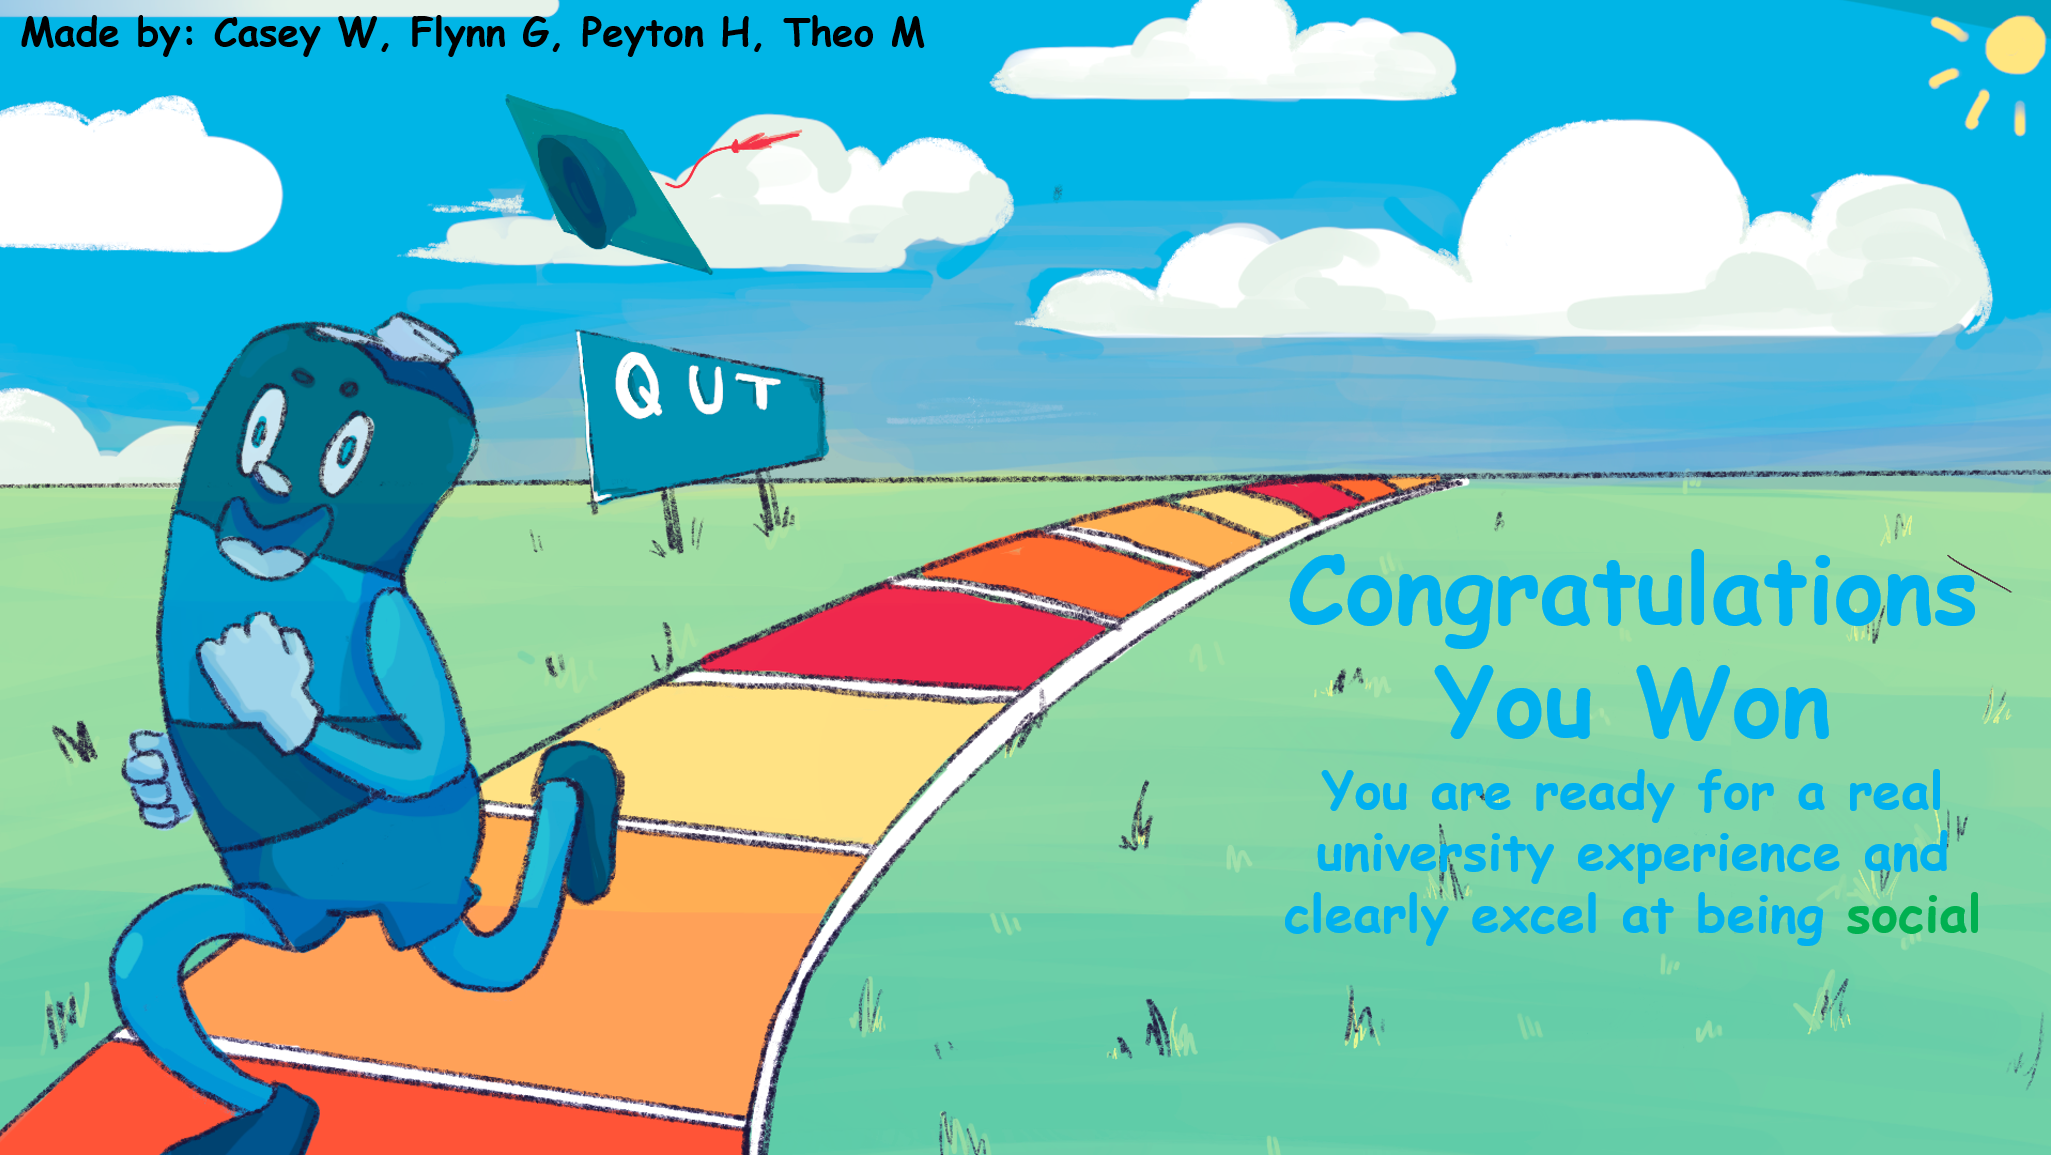 Made by: Casey W, Flynn G, Peyton H, Theo M
QUT
Congratulations
You Won
You are ready for a real
university experience and
clearly excel at being social